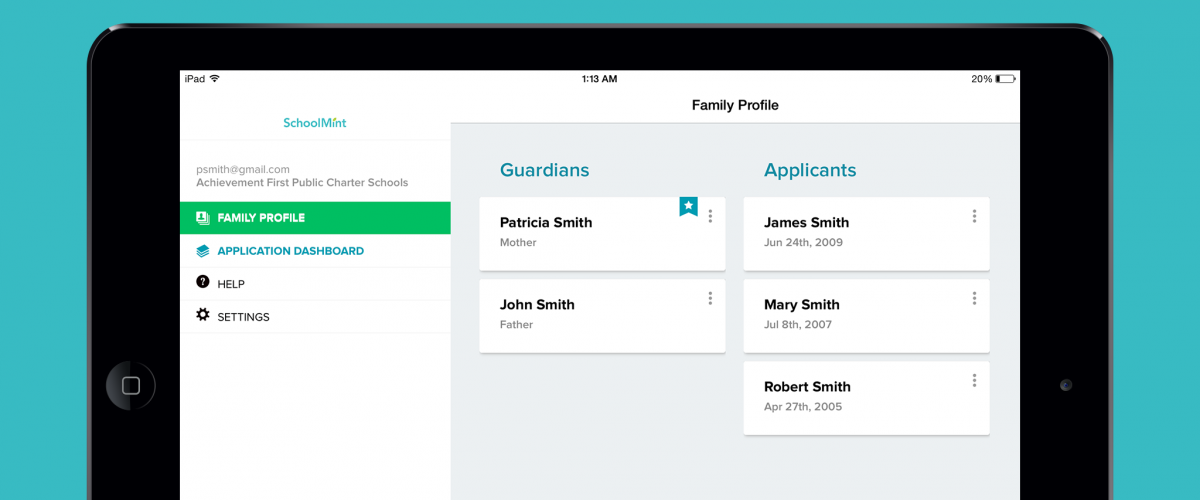 iPad 1:13 AM 20%
SchoolMint
psmith@gmail.com
Achievement First Public Charter Schools
FAMILY PROFILE
APPLICATION DASHBOARD
? HELP
SETTINGS
Family Profile
Guardians
Patricia Smith
Mother
John Smith
Father
Applicants
James Smith
Jun 24th, 2009
Mary Smith
Jul 8th, 2007
Robert Smith
Apr 27th, 2005